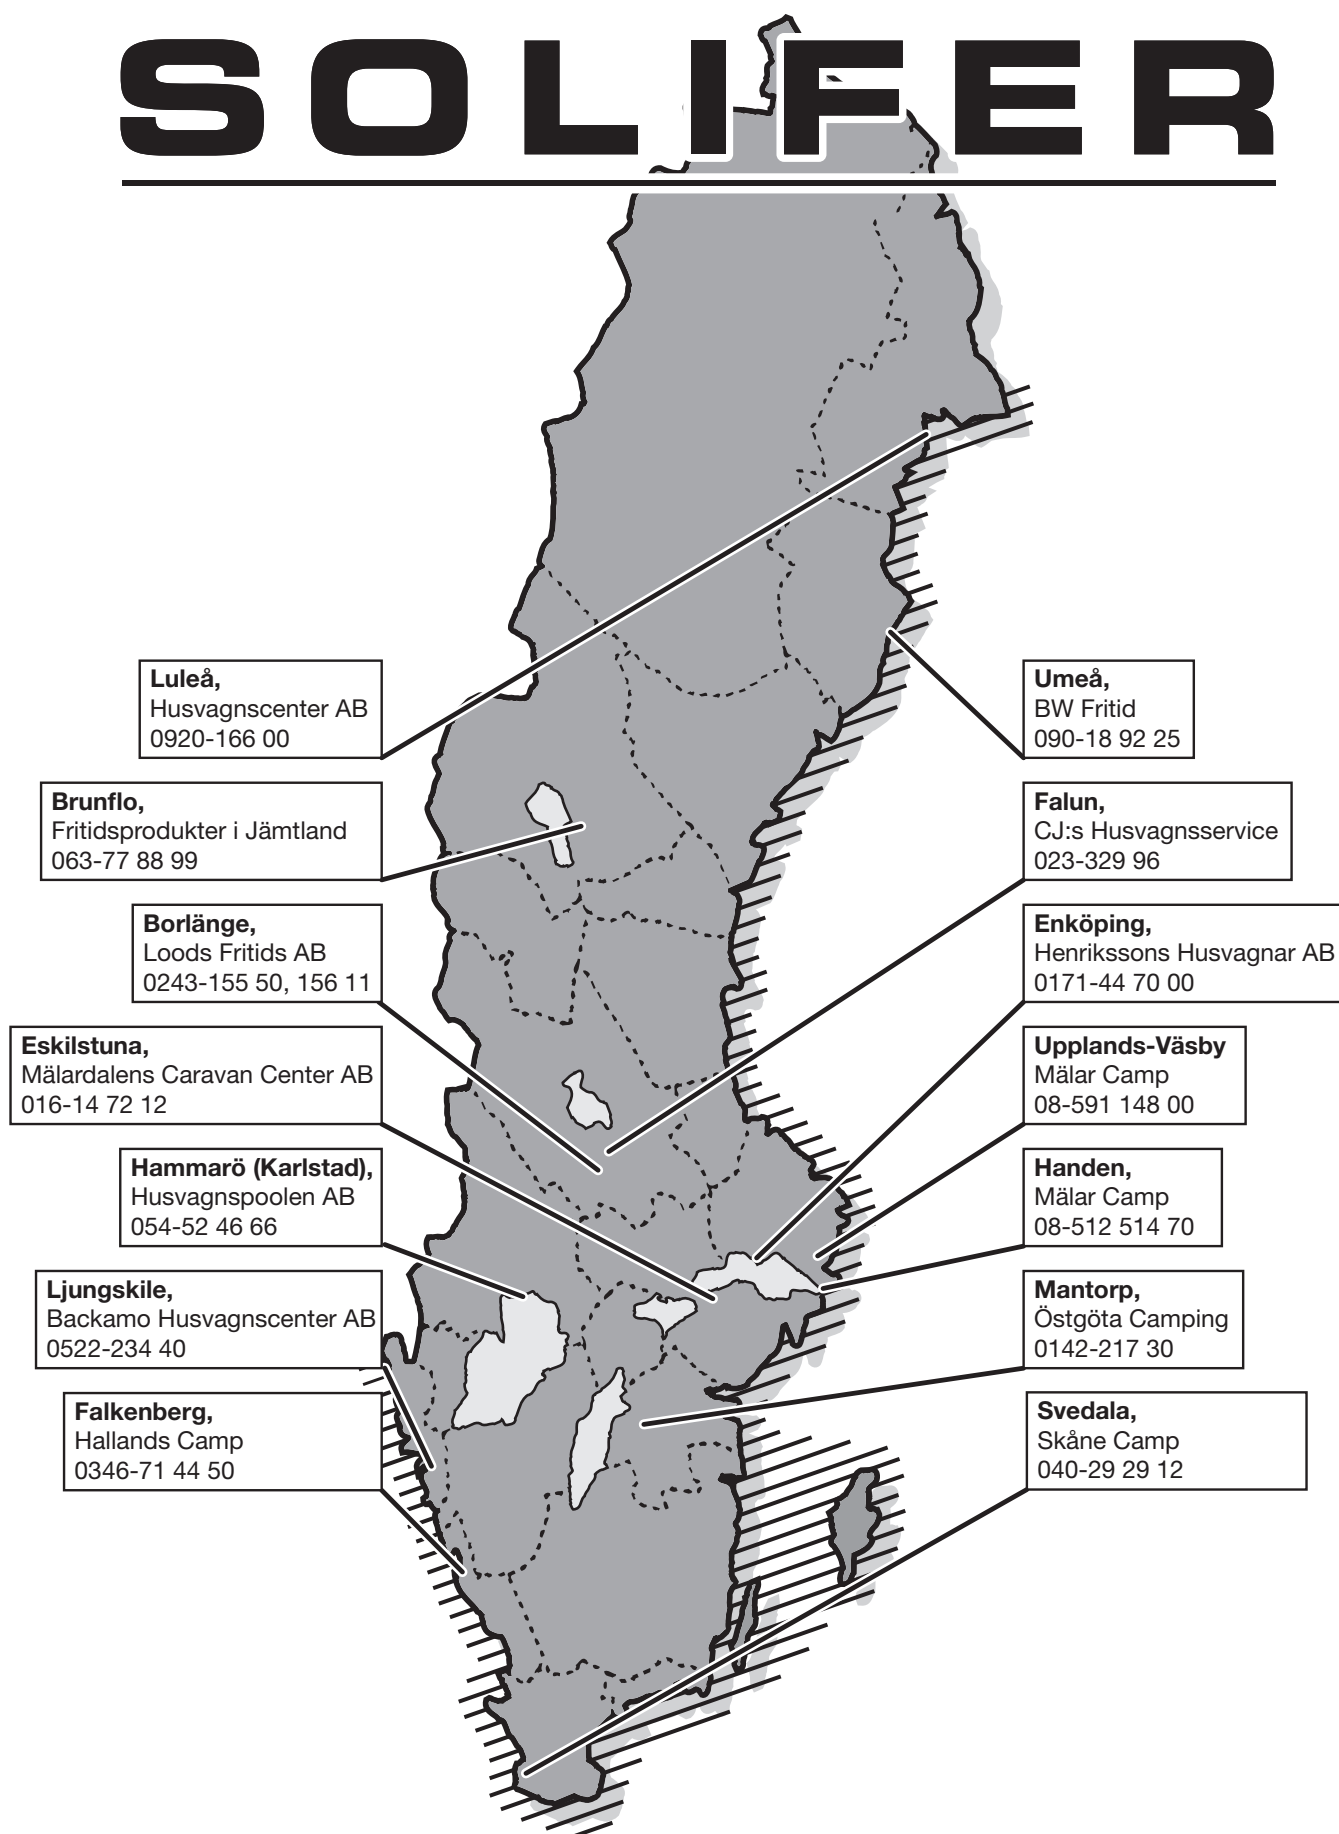 SOLIFER
Luleå,
Husvagnscenter AB
0920-166 00
Brunflo,
Fritidsprodukter i Jämtland
063-77 88 99
Borlänge,
Loods Fritids AB
0243-155 50, 156 11
Eskilstuna,
Mälardalens Caravan Center AB
016-14 72 12
Hammarö (Karlstad),
Husvagnspoolen AB
054-52 46 66
Ljungskile,
Backamo Husvagnscenter AB
0522-234 40
Falkenberg,
Hallands Camp
0346-71 44 50
Umeå,
BW Fritid
090-18 92 25
Falun,
CJ:s Husvagnsservice
023-329 96
Enköping,
Henrikssons Husvagnar AB
0171-44 70 00
Upplands-Väsby
Mälar Camp
08-591 148 00
Handen,
Mälar Camp
08-512 514 70
Mantorp,
Östgöta Camping
0142-217 30
Svedala,
Skåne Camp
040-29 29 12